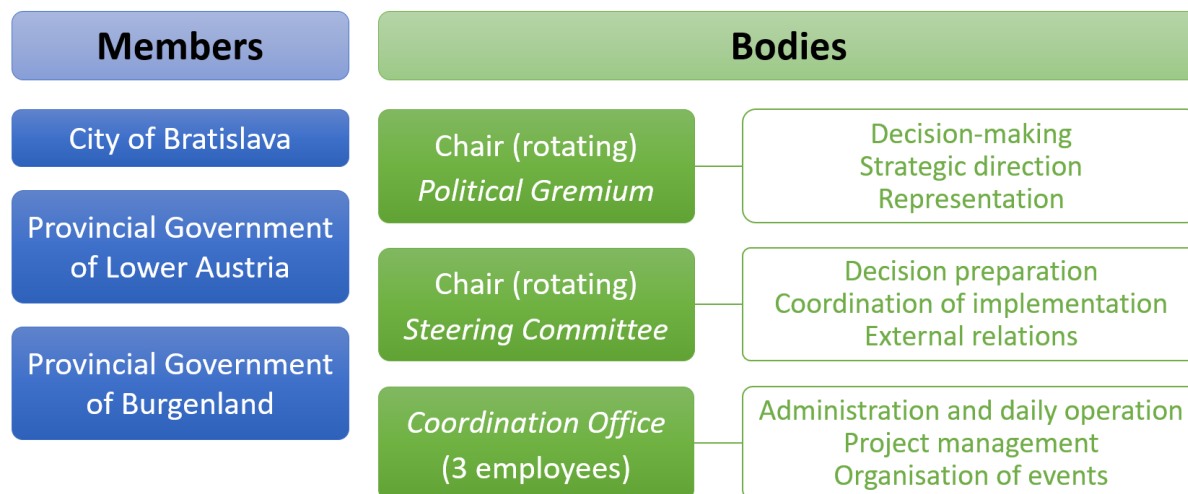 Members
City of Bratislava
Provincial Government
of Lower Austria
Provincial Government
of Burgenland
Bodies
Chair (rotating)
Political Gremium
Decision-making
Strategic direction
Representation
Chair (rotating)
Steering Committee
Decision preparation
Coordination of implementation
External relations
Coordination Office
(3 employees)
Administration and daily operation
Project management
Organisation of events